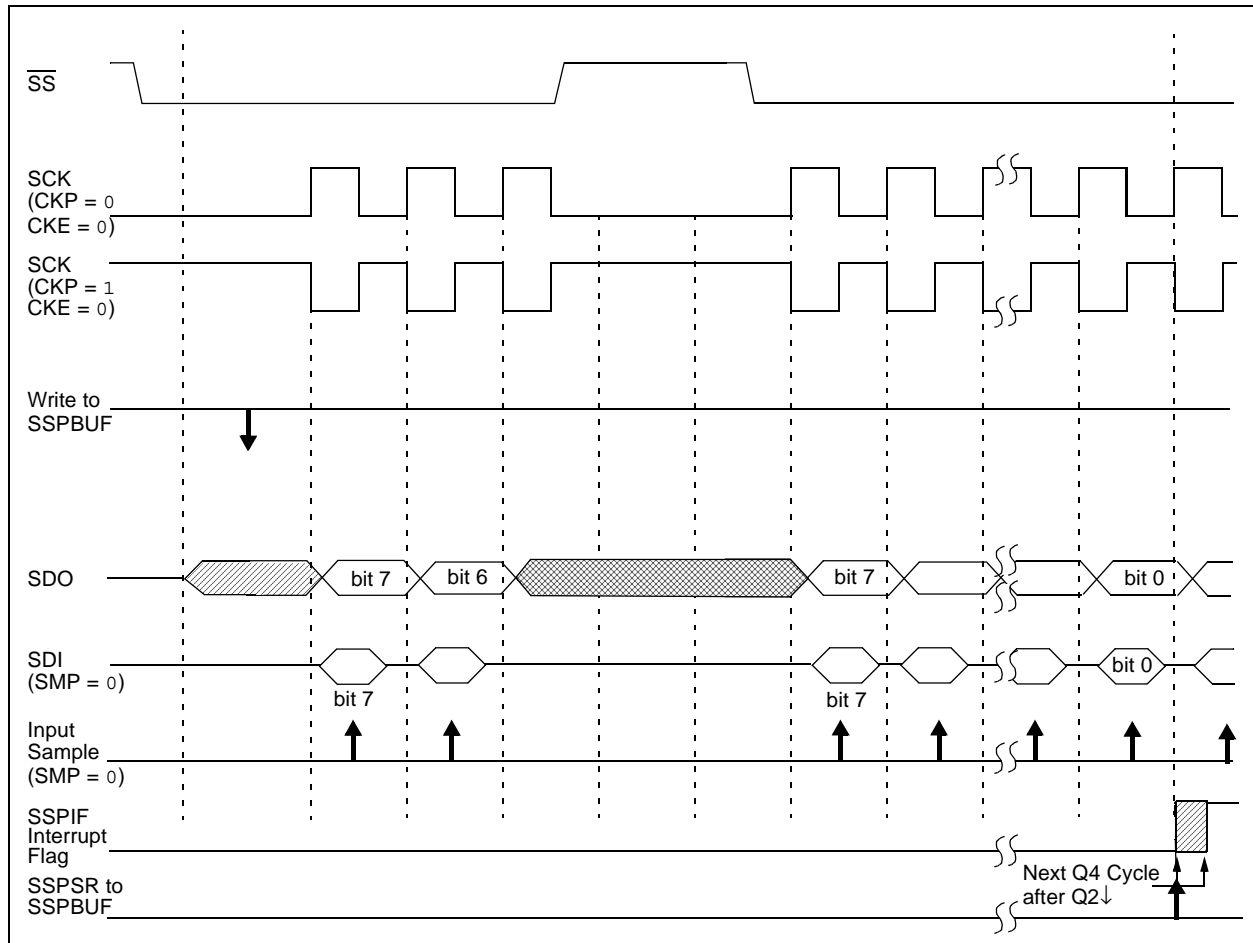 SS
SCK
(CKP = 0
CKE = 0)
SCK
(CKP = 1
CKE = 0)
Write to
SSPBUF
SDO
bit 7
bit 6
bit 7
bit 0
SDI
(SMP = 0)
bit 7
bit 7
bit 0
Input
Sample
(SMP = 0)
SSPIF
Interrupt
Flag
SSPSR to
SSPBUF
Next Q4 Cycle
after Q2↓